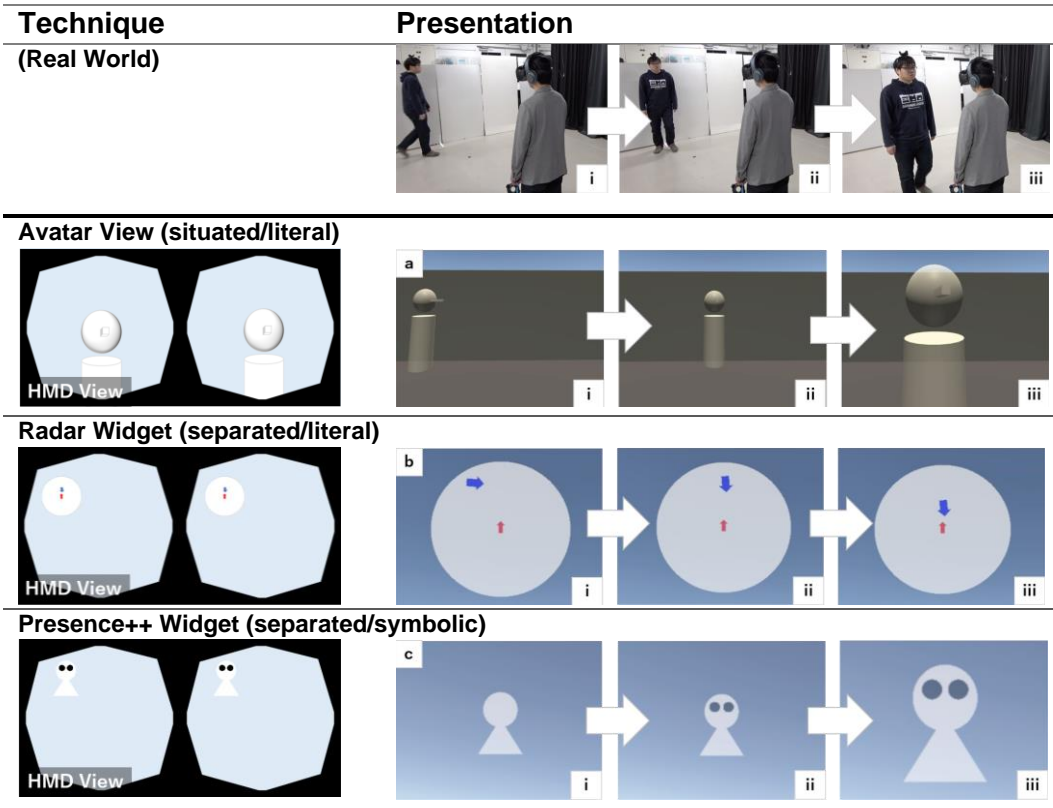 Technique Presentation
(Real World)
i ii iii
Avatar View (situated/literal)
a
HMD View
i ii iii
Radar Widget (separated/literal)
b
HMD View
i ii iii
Presence++ Widget (separated/symbolic)
c
HMD View
i ii iii